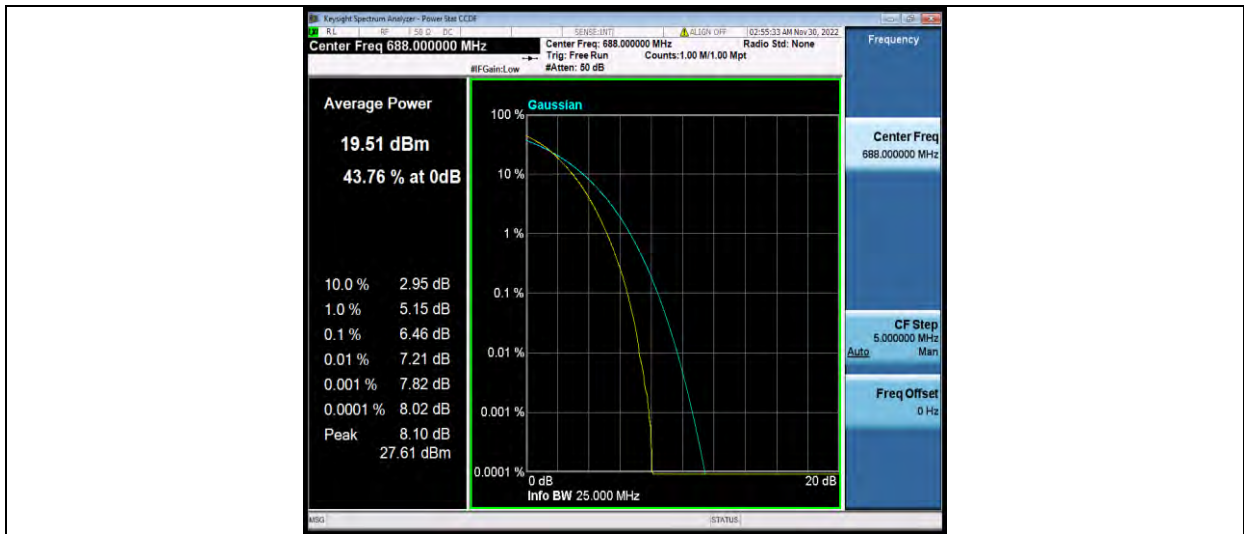 Keysight Spectrum Analyzer - Power Stat CCDF
RL RF 50 Ω DC SENSE:INT ALIGN OFF 02:55:33 AM Nov 30, 2022
Center Freq 688.000000 MHz
Center Freq: 688.000000 MHz Radio Std: None
Trig: Free Run Counts:1.00 M/1.00 Mpt
#IFGain:Low #Atten: 50 dB
Average Power
19.51 dBm
43.76 % at 0dB
10.0 % 2.95 dB
1.0 % 5.15 dB
0.1 % 6.46 dB
0.01 % 7.21 dB
0.001 % 7.82 dB
0.0001 % 8.02 dB
Peak 8.10 dB
27.61 dBm
Gaussian
100 %
10 %
1 %
0.1 %
0.01 %
0.001 %
0.0001 %
0 dB 20 dB
Info BW 25.000 MHz
Frequency
Center Freq
688.000000 MHz
CF Step
5.000000 MHz
Auto Man
Freq Offset
0 Hz
MSG STATUS